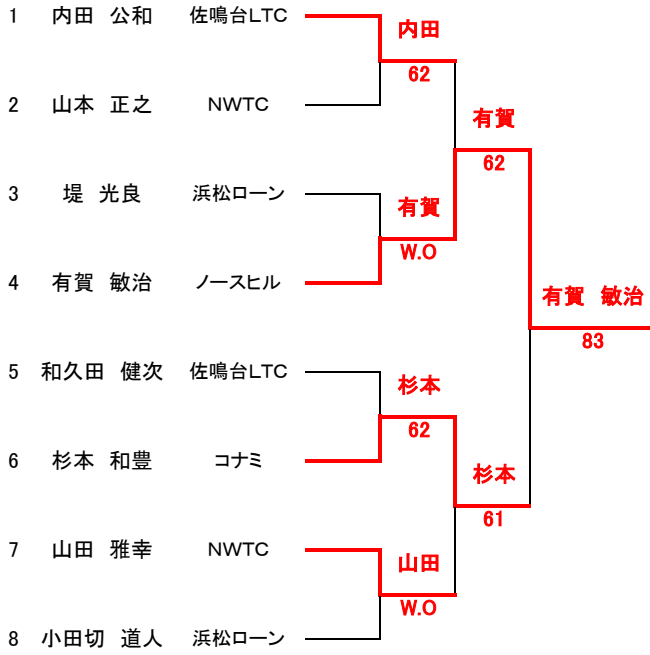 1 内田 公和 佐鳴台LTC
内田
62
2 山本 正之 NWTC
有賀
62
3 堤 光良 浜松ローン
有賀
W.O
4 有賀 敏治 ノースヒル
有賀 敏治
83
5 和久田 健次 佐鳴台LTC
杉本
62
6 杉本 和豊 コナミ
杉本
61
7 山田 雅幸 NWTC
山田
W.O
8 小田切 道人 浜松ローン